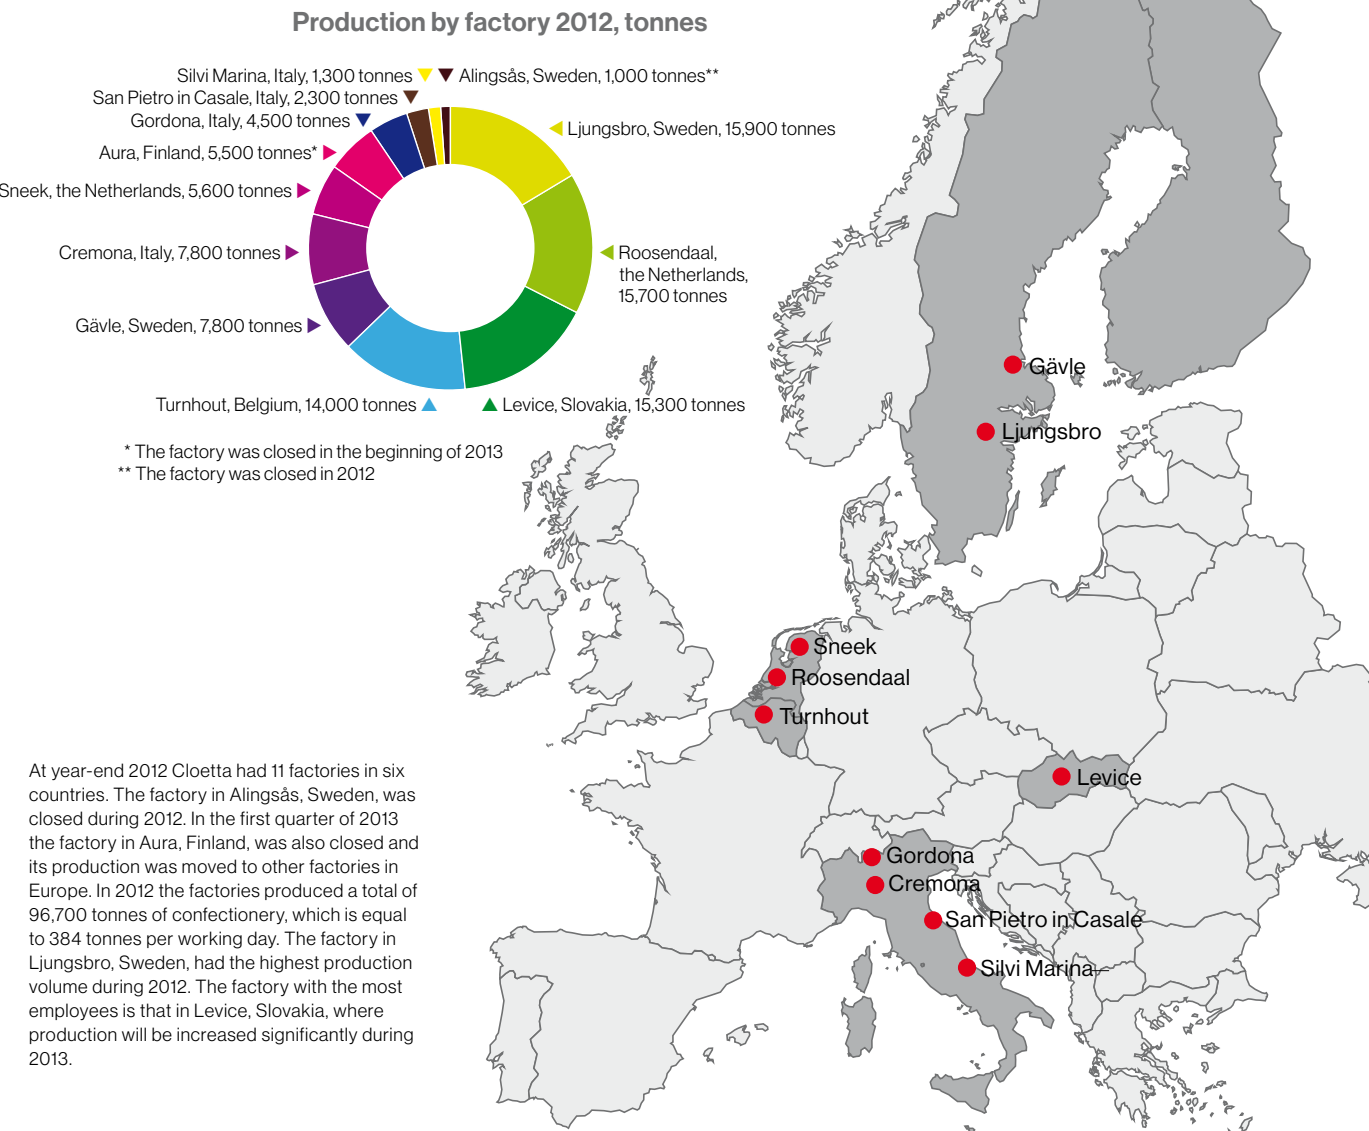 Production by factory 2012, tonnes
Silvi Marina, Italy, 1,300 tonnes
Alingsås, Sweden, 1,000 tonnes**
San Pietro in Casale, Italy, 2,300 tonnes
Gordona, Italy, 4,500 tonnes
Ljungsbro, Sweden, 15,900 tonnes
Aura, Finland, 5,500 tonnes*
Sneek, the Netherlands, 5,600 tonnes
Cremona, Italy, 7,800 tonnes
Roosendaal,
the Netherlands,
15,700 tonnes
Gävle, Sweden, 7,800 tonnes
Turnhout, Belgium, 14,000 tonnes
Levice, Slovakia, 15,300 tonnes
* The factory was closed in the beginning of 2013
** The factory was closed in 2012
Gävle
Ljungsbro
Sneek
Roosendaal
Turnhout
Levice
Gordona
Cremona
San Pietro in Casale
Silvi Marina
At year-end 2012 Cloetta had 11 factories in six
countries. The factory in Alingsås, Sweden, was
closed during 2012. In the first quarter of 2013
the factory in Aura, Finland, was also closed and
its production was moved to other factories in
Europe. In 2012 the factories produced a total of
96,700 tonnes of confectionery, which is equal
to 384 tonnes per working day. The factory in
Ljungsbro, Sweden, had the highest production
volume during 2012. The factory with the most
employees is that in Levice, Slovakia, where
production will be increased significantly during
2013.